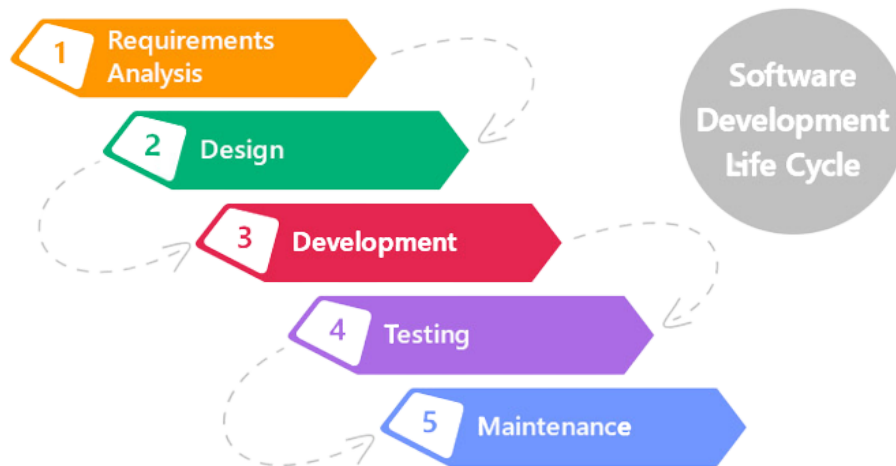 1
Requirements
Analysis
2
Design
3
Development
4
Testing
5
Maintenance
Software
Development
Life Cycle